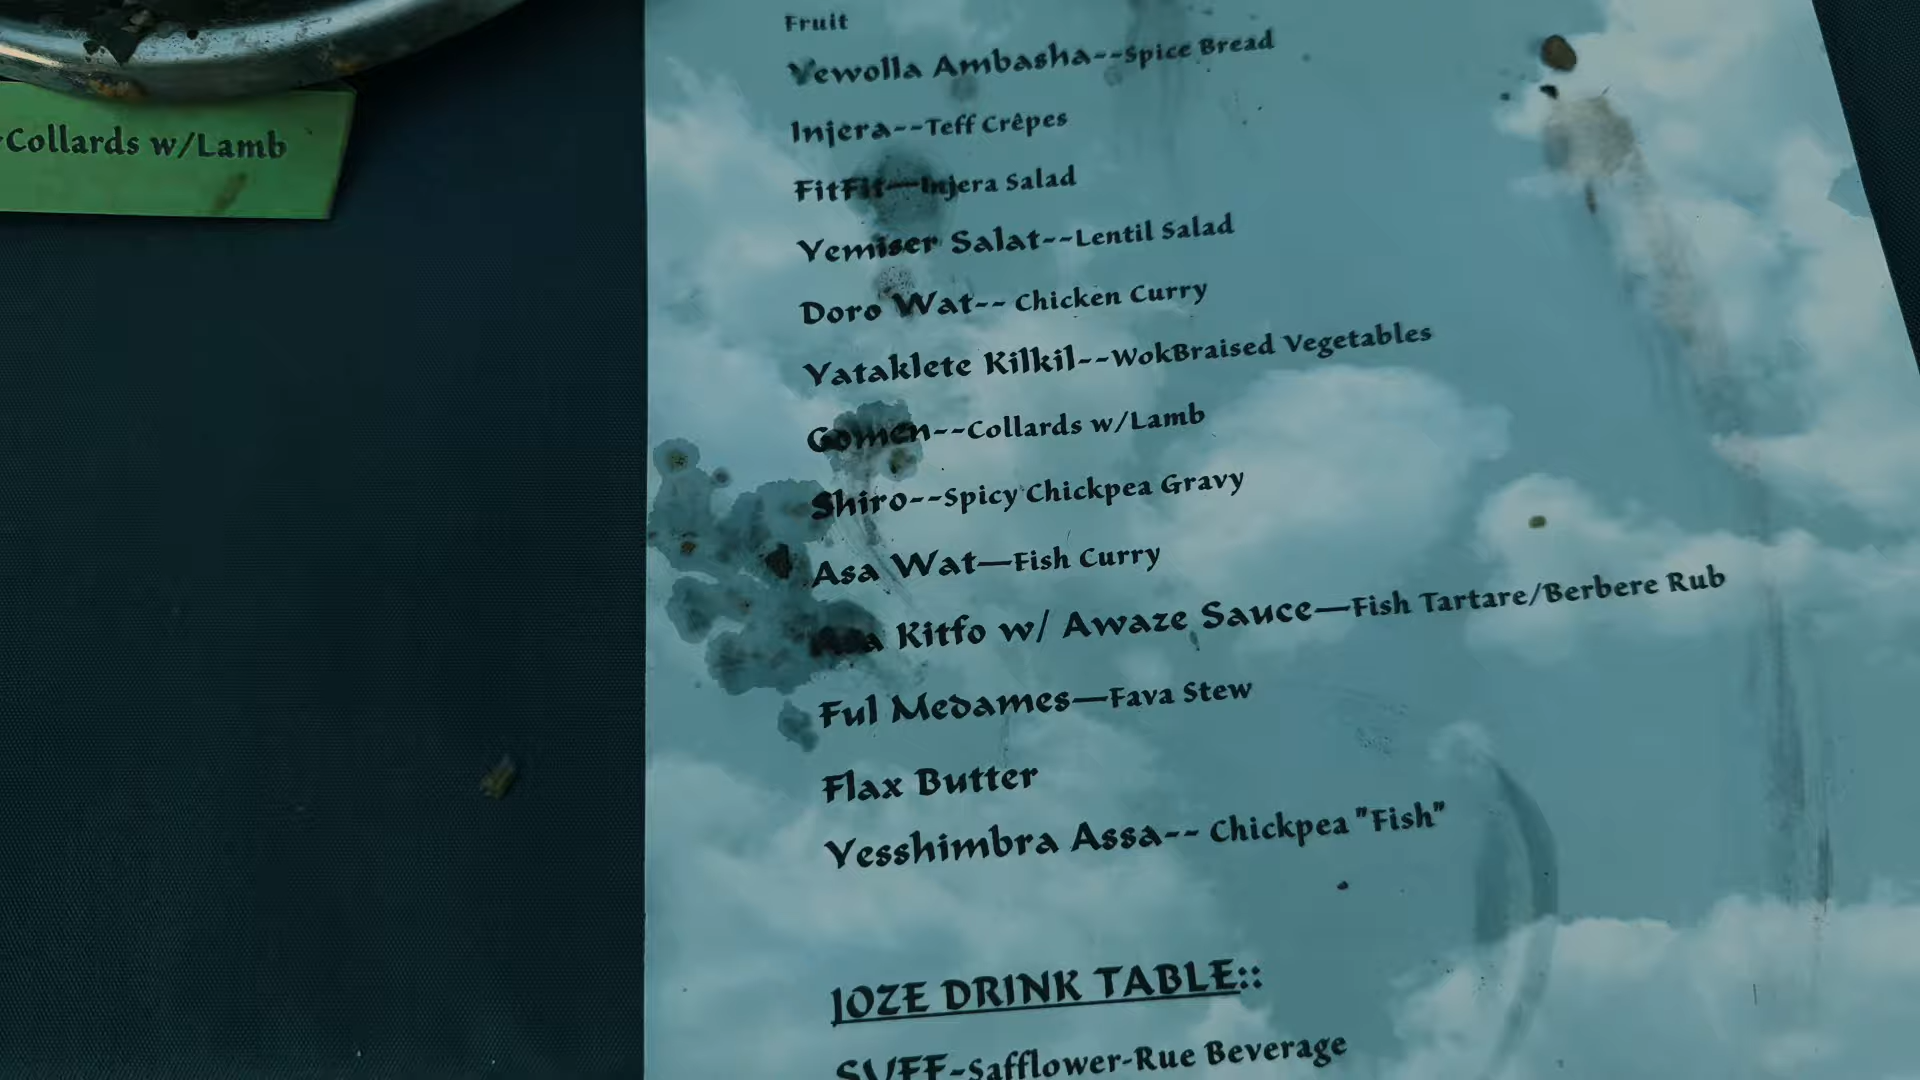 Fruit
Yewolla Ambasha--Spice Bread
Injera--Teff Crêpes
-Collards w/Lamb
FitFit—Injera Salad
Yemiser Salat--Lentil Salad
Doro Wat-- Chicken Curry
Yataklete Kilkil--WokBraised Vegetables
Gomen--Collards w/Lamb
Shiro--Spicy Chickpea Gravy
Asa Wat—Fish Curry
Asa Kitfo w/ Awaze Sauce—Fish Tartare/Berbere Rub
Ful Medames—Fava Stew
Flax Butter
Yesshimbra Assa-- Chickpea "Fish"
JOZE DRINK TABLE::
SUFF-Safflower-Rue Beverage